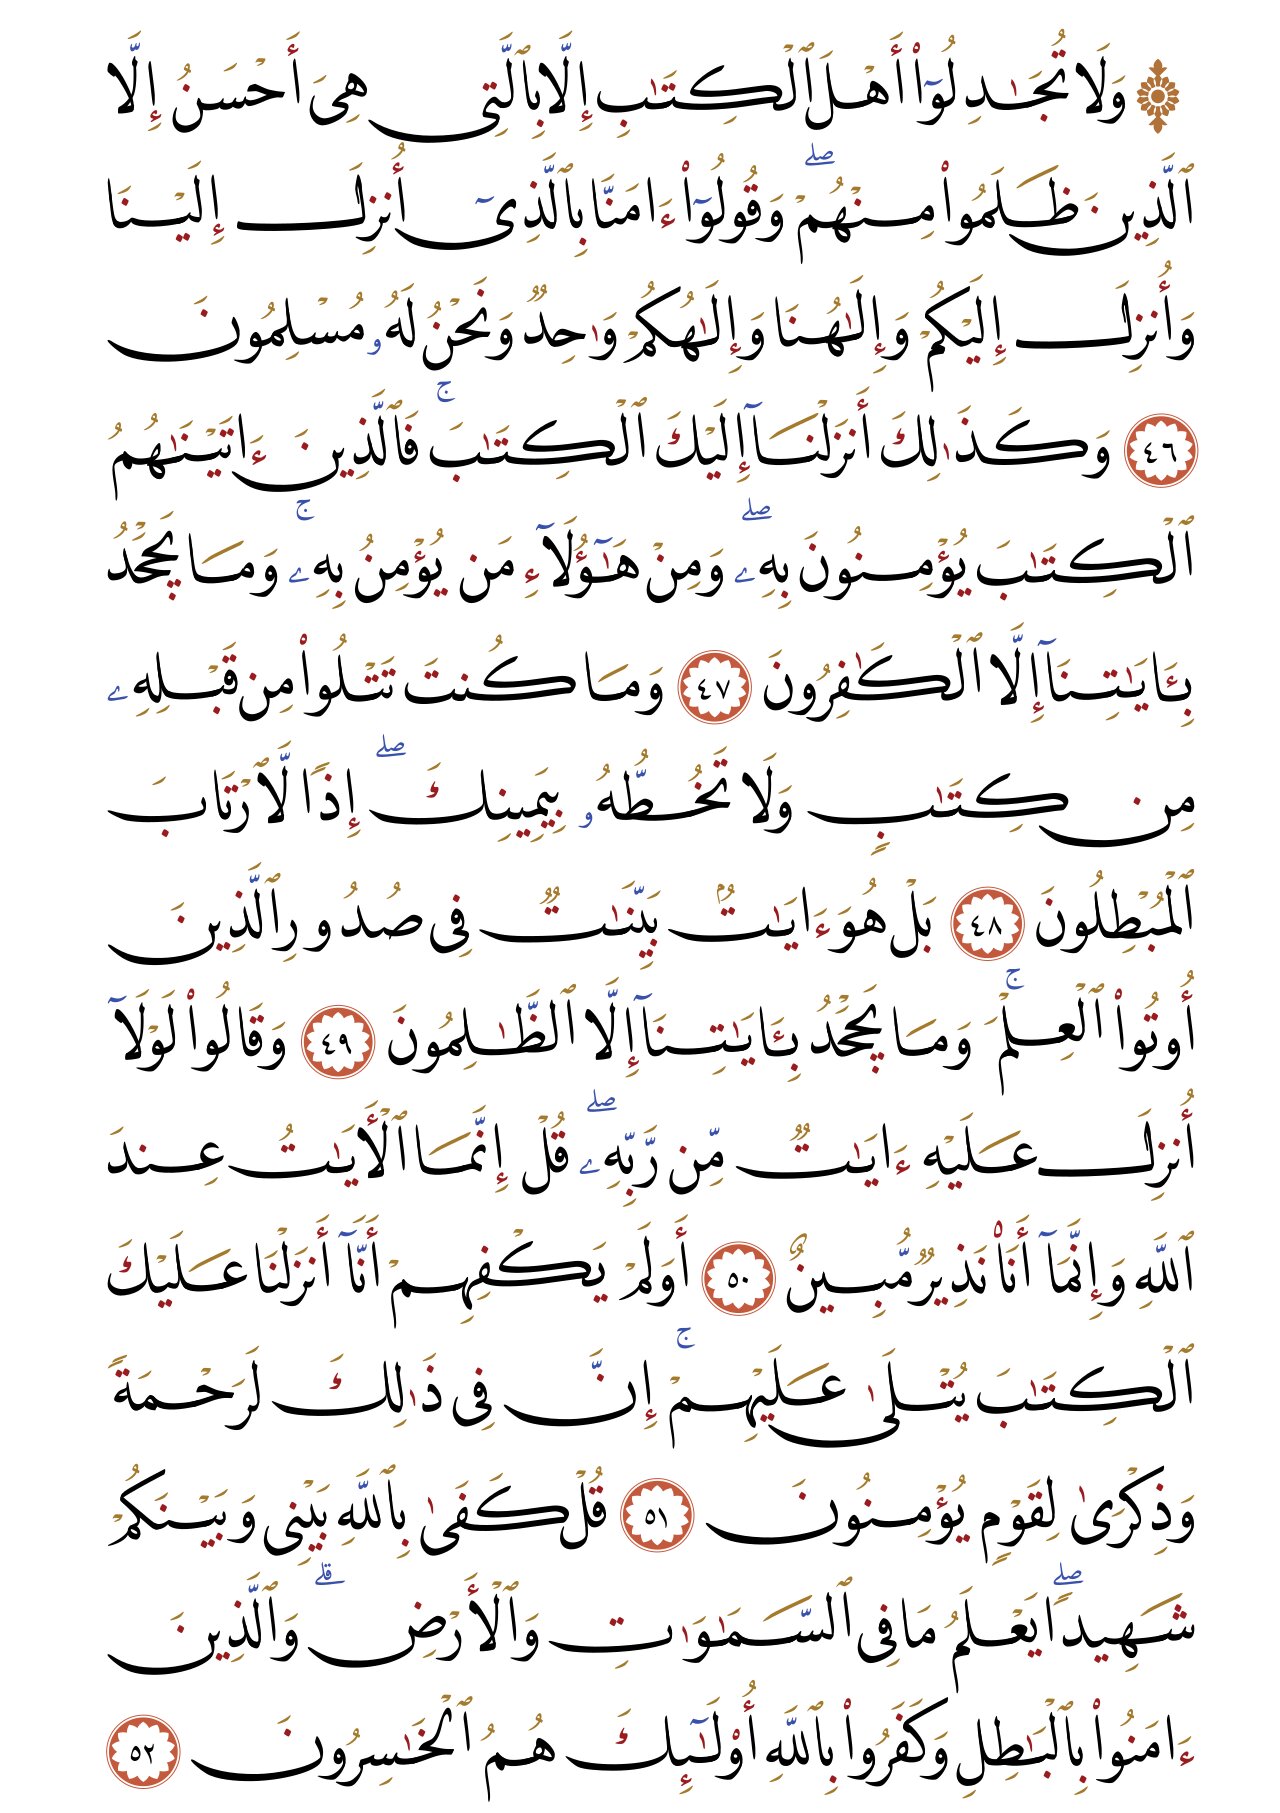 ۞ وَلَا تُجَـٰدِلُوٓا۟ أَهْلَ ٱلْكِتَـٰبِ إِلَّا بِٱلَّتِى هِىَ أَحْسَنُ إِلَّا
ٱلَّذِينَ ظَلَمُوا۟ مِنْهُمْ ۖ وَقُولُوٓا۟ ءَامَنَّا بِٱلَّذِىٓ أُنزِلَ إِلَيْنَا
وَأُنزِلَ إِلَيْكُمْ وَإِلَـٰهُنَا وَإِلَـٰهُكُمْ وَٰحِدٌ وَنَحْنُ لَهُۥ مُسْلِمُونَ
٤٦ وَكَذَٰلِكَ أَنزَلْنَآ إِلَيْكَ ٱلْكِتَـٰبَ ۚ فَٱلَّذِينَ ءَاتَيْنَـٰهُمُ
ٱلْكِتَـٰبَ يُؤْمِنُونَ بِهِۦ ۖ وَمِنْ هَـٰٓؤُلَآءِ مَن يُؤْمِنُ بِهِۦ ۚ وَمَا يَجْحَدُ
بِـَٔايَـٰتِنَآ إِلَّا ٱلْكَـٰفِرُونَ ٤٧ وَمَا كُنتَ تَتْلُوا۟ مِن قَبْلِهِۦ
مِن كِتَـٰبٍ وَلَا تَخُطُّهُۥ بِيَمِينِكَ ۖ إِذًا لَّٱرْتَابَ
ٱلْمُبْطِلُونَ ٤٨ بَلْ هُوَ ءَايَـٰتٌۢ بَيِّنَـٰتٌ فِى صُدُورِ ٱلَّذِينَ
أُوتُوا۟ ٱلْعِلْمَ ۚ وَمَا يَجْحَدُ بِـَٔايَـٰتِنَآ إِلَّا ٱلظَّـٰلِمُونَ ٤٩ وَقَالُوا۟ لَوْلَآ
أُنزِلَ عَلَيْهِ ءَايَـٰتٌ مِّن رَّبِّهِۦ ۖ قُلْ إِنَّمَا ٱلْـَٔايَـٰتُ عِندَ
ٱللَّهِ وَإِنَّمَآ أَنَا۠ نَذِيرٌ مُّبِينٌ ٥٠ أَوَلَمْ يَكْفِهِمْ أَنَّآ أَنزَلْنَا عَلَيْكَ
ٱلْكِتَـٰبَ يُتْلَىٰ عَلَيْهِمْ ۚ إِنَّ فِى ذَٰلِكَ لَرَحْمَةً
وَذِكْرَىٰ لِقَوْمٍ يُؤْمِنُونَ ٥١ قُلْ كَفَىٰ بِٱللَّهِ بَيْنِى وَبَيْنَكُمْ
شَهِيدًا ۖ يَعْلَمُ مَا فِى ٱلسَّمَـٰوَٰتِ وَٱلْأَرْضِ ۗ وَٱلَّذِينَ
ءَامَنُوا۟ بِٱلْبَـٰطِلِ وَكَفَرُوا۟ بِٱللَّهِ أُو۟لَـٰٓئِكَ هُمُ ٱلْخَـٰسِرُونَ ٥٢